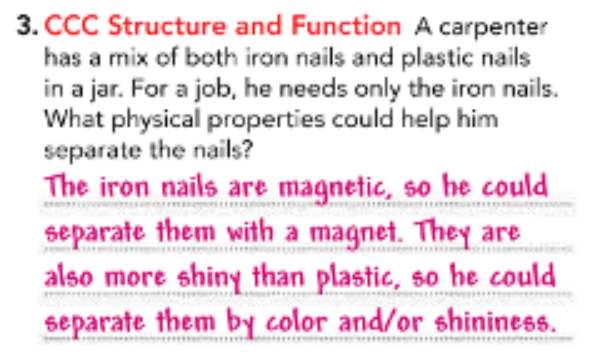 3. CCC Structure and Function A carpenter
has a mix of both iron nails and plastic nails
in a jar. For a job, he needs only the iron nails.
What physical properties could help him
separate the nails?
The iron nails are magnetic, so he could
separate them with a magnet. They are
also more shiny than plastic, so he could
separate them by color and/or shininess.